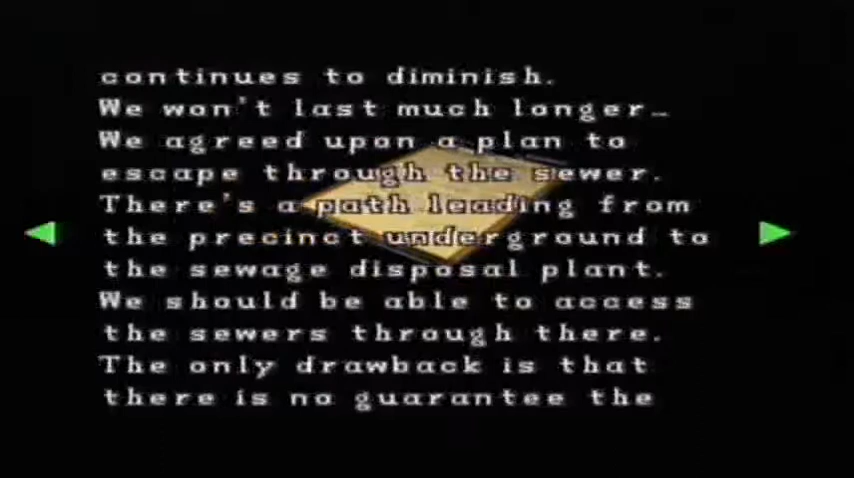 continues to diminish.
We won't last much longer…
We agreed upon a plan to
escape through the sewer.
There's a path leading from
the precinct underground to
the sewage disposal plant.
We should be able to access
the sewers through there.
The only drawback is that
there is no guarantee the